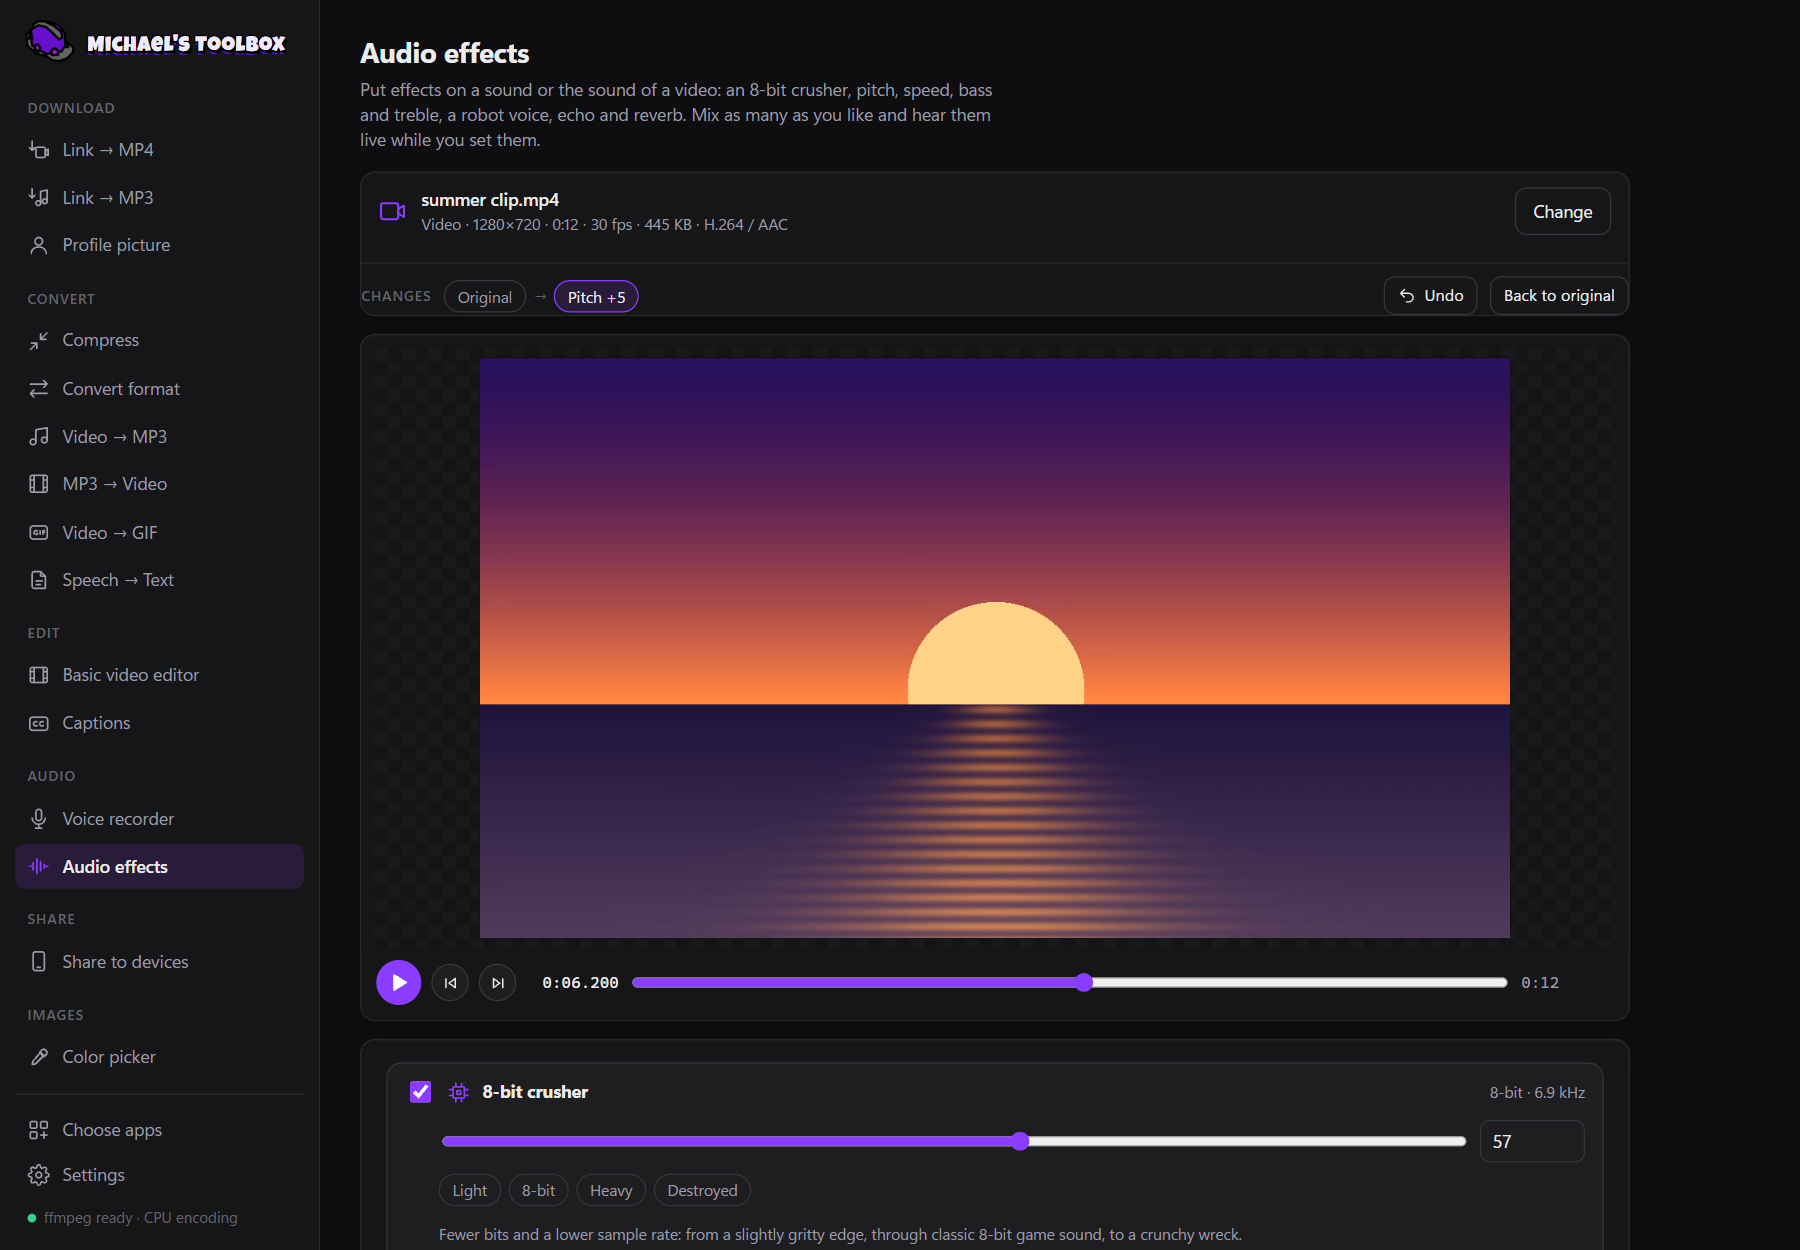 MICHAEL'S TOOLBOX
DOWNLOAD
Link → MP4
Link → MP3
Profile picture
CONVERT
Compress
Convert format
Video → MP3
MP3 → Video
GIF
Video → GIF
Speech → Text
EDIT
Basic video editor
CC
Captions
AUDIO
Voice recorder
Audio effects
SHARE
Share to devices
IMAGES
Color picker
Choose apps
Settings
ffmpeg ready · CPU encoding
Audio effects
Put effects on a sound or the sound of a video: an 8-bit crusher, pitch, speed, bass
and treble, a robot voice, echo and reverb. Mix as many as you like and hear them
live while you set them.
summer clip.mp4
Video · 1280×720 · 0:12 · 30 fps · 445 KB · H.264 / AAC
Change
CHANGES Original → Pitch +5 Undo Back to original
0:06.200 0:12
8-bit crusher 8-bit · 6.9 kHz
57
Light 8-bit Heavy Destroyed
Fewer bits and a lower sample rate: from a slightly gritty edge, through classic 8-bit game sound, to a crunchy wreck.